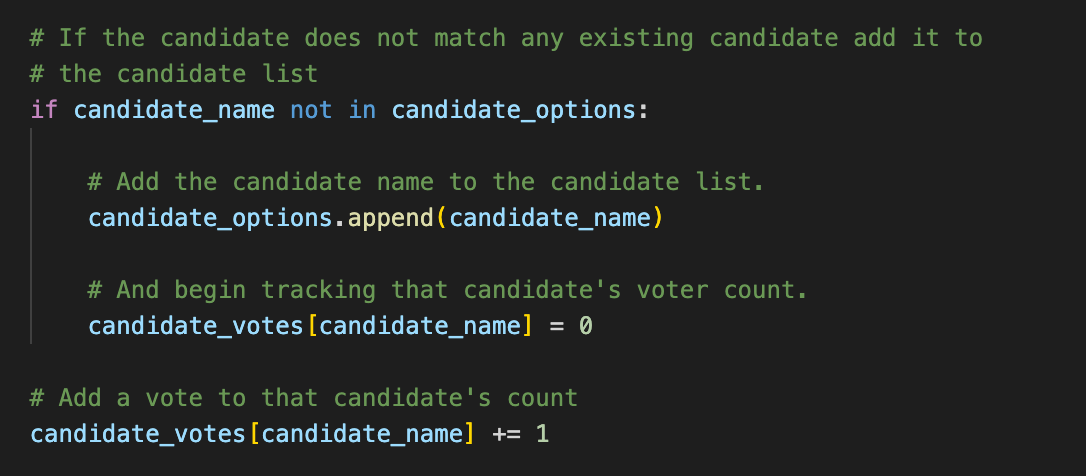 # If the candidate does not match any existing candidate add it to
# the candidate list
if candidate_name not in candidate_options:
# Add the candidate name to the candidate list.
candidate_options.append(candidate_name)
# And begin tracking that candidate's voter count.
candidate_votes[candidate_name] = 0
# Add a vote to that candidate's count
candidate_votes[candidate_name] += 1